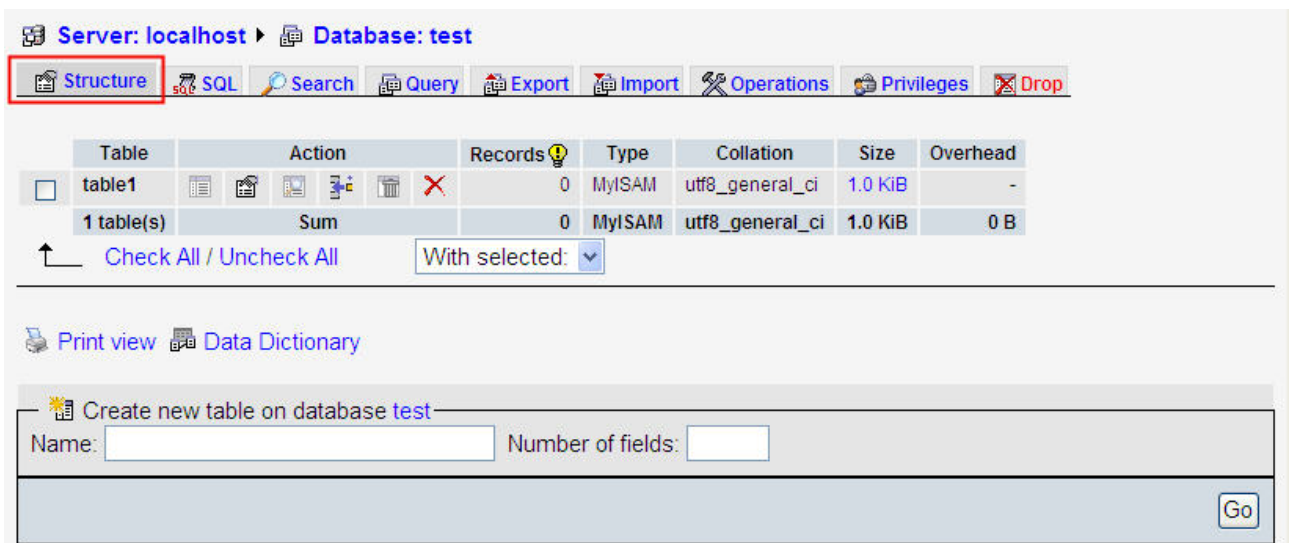 Server: localhost ▸ Database: test
Structure SQL Search Query Export Import Operations Privileges Drop
Table Action Records Type Collation Size Overhead
table1 0 MyISAM utf8_general_ci 1.0 KiB -
1 table(s) Sum 0 MyISAM utf8_general_ci 1.0 KiB 0 B
Check All / Uncheck All With selected:
Print view Data Dictionary
Create new table on database test
Name: Number of fields:
Go